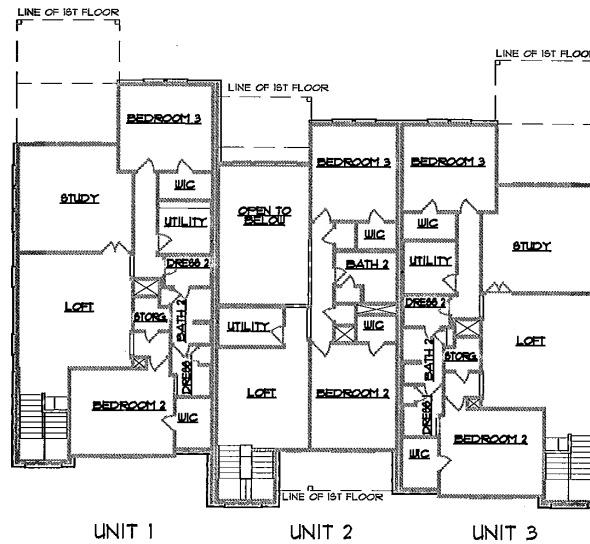 LINE OF 1ST FLOOR
BEDROOM 3
WIC
STUDY
UTILITY
DRESS 2
LOFT
STORG.
BATH 2
DRESS
BEDROOM 2
WIC
UNIT 1
LINE OF 1ST FLOOR
BEDROOM 3
OPEN TO
BELOW
WIC
BATH 2
UTILITY
WIC
LOFT
BEDROOM 2
LINE OF 1ST FLOOR
UNIT 2
LINE OF 1ST FLOOR
BEDROOM 3
WIC
UTILITY
STUDY
DRESS 2
BATH 2
STORG.
LOFT
DRESS
WIC
BEDROOM 2
UNIT 3